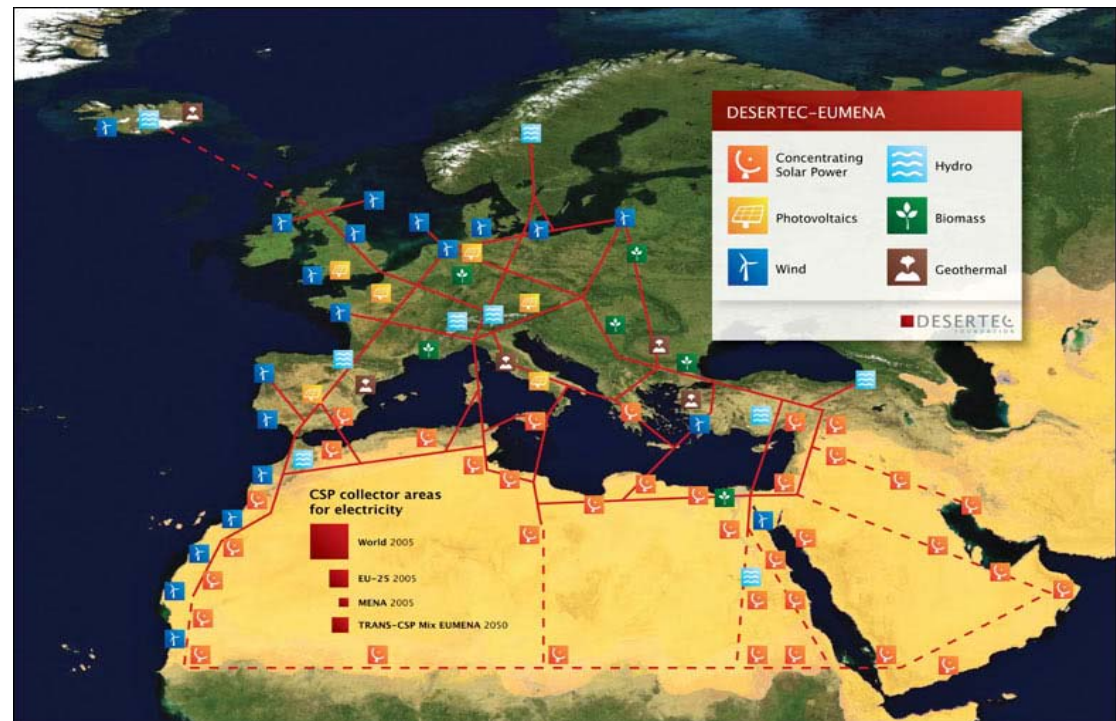 DESERTEC–EUMENA
Concentrating
Solar Power
Hydro
Photovoltaics
Biomass
Wind
Geothermal
DESERTEC
FOUNDATION
CSP collector areas
for electricity
World 2005
EU-25 2005
MENA 2005
TRANS-CSP Mix EUMENA 2050